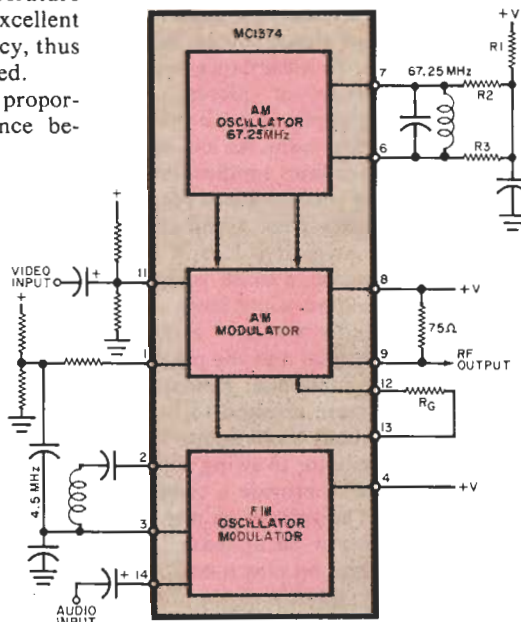 xcellent
cy, thus
ed.
propor-
nce be-
MC1374
AM
OSCILLATOR
67.25MHz
7
67.25 MHz
+V
R1
R2
6
R3
+
VIDEO
INPUT
+
11
AM
MODULATOR
8
+V
75Ω
9
RF
OUTPUT
12
RG
13
+
1
4.5 MHz
2
3
FM
OSCILLATOR
MODULATOR
4
+V
+
14
AUDIO
INPUT